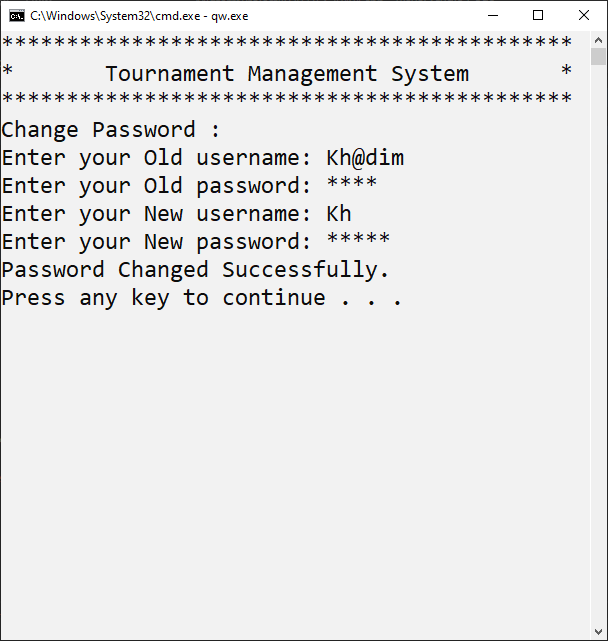 C:\Windows\System32\cmd.exe - qw.exe
********************************************
*       Tournament Management System       *
********************************************
Change Password :
Enter your Old username: Kh@dim
Enter your Old password: ****
Enter your New username: Kh
Enter your New password: *****
Password Changed Successfully.
Press any key to continue . . .